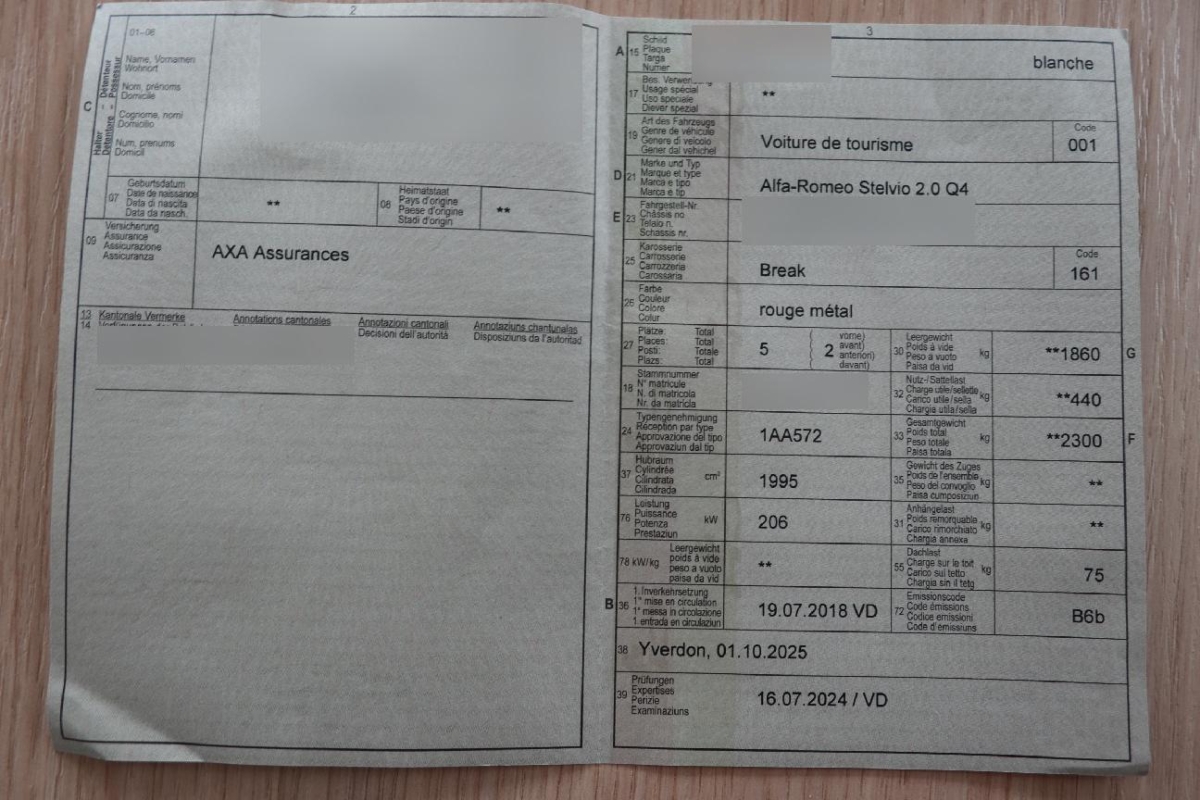 2
01-06
Name, Vornamen
Wohnort
Nom, prénoms
Domicile
Cognome, nomi
Domicilio
Num, prenums
Domicil
C
Halter
Détenteur
Detentore
Possessur
07
Geburtsdatum
Date de naissance
Data di nascita
Data da nasch.
**
08
Heimatstaat
Pays d'origine
Paese d'origine
Stadi d'origin
**
09
Versicherung
Assurance
Assicurazione
Assicuranza
AXA Assurances
13 Kantonale Vermerke
Annotations cantonales
Annotazioni cantonali
Annotaziuns chantunalas
14
Decisioni dell'autorità
Disposiziuns da l'autoritad
3
A
15
Schild
Plaque
Targa
Numer
blanche
17
Bes.
Usage spécial
Uso speciale
Diever spezial
**
19
Art des Fahrzeugs
Genre de véhicule
Genere di veicolo
Gener dal vehichel
Voiture de tourisme
Code
001
D
21
Marke und Typ
Marque et type
Marca e tipo
Marca e tip
Alfa-Romeo Stelvio 2.0 Q4
E
23
Fahrgestell-Nr.
Châssis no
Telaio n.
Schassis nr.
25
Karosserie
Carrosserie
Carrozzeria
Carossaria
Break
Code
161
26
Farbe
Couleur
Colore
Colur
rouge métal
27
Plätze: Total
Places: Total
Posti: Totale
Plazs: Total
5
2
vorne)
avant)
anteriori)
davant)
30
Leergewicht
Poids à vide
Peso a vuoto
Paisa da vid
kg
**1860
G
18
Stammnummer
N° matricule
N. di matricola
Nr. da matricla
32
Nutz-/Sattellast
Charge utile/sellette
Carico utile/sella
Chargia utila/sella
kg
**440
24
Typengenehmigung
Réception par type
Approvazione del tipo
Approvaziun dal tip
1AA572
33
Gesamtgewicht
Poids total
Peso totale
Paisa totala
kg
**2300
F
37
Hubraum
Cylindrée
Cilindrata
Cilindrada
cm³
1995
35
Gewicht des Zuges
Poids de l'ensemble
Peso del convoglio
Paisa cumposiziun
kg
**
76
Leistung
Puissance
Potenza
Prestaziun
kW
206
31
Anhängelast
Poids remorquable
Carico rimorchiato
Chargia annexa
kg
**
78 kW/kg
Leergewicht
poids à vide
peso a vuoto
paisa da vid
**
55
Dachlast
Charge sur le toit
Carico sul tetto
Chargia sin il tetg
kg
75
B
36
1. Inverkehrsetzung
1re mise en circulation
1a messa in circolazione
1. entrada en circulaziun
19.07.2018 VD
72
Emissionscode
Code émissions
Codice emissioni
Code d'emissiuns
B6b
38 Yverdon, 01.10.2025
39
Prüfungen
Expertises
Perizie
Examinaziuns
16.07.2024 / VD